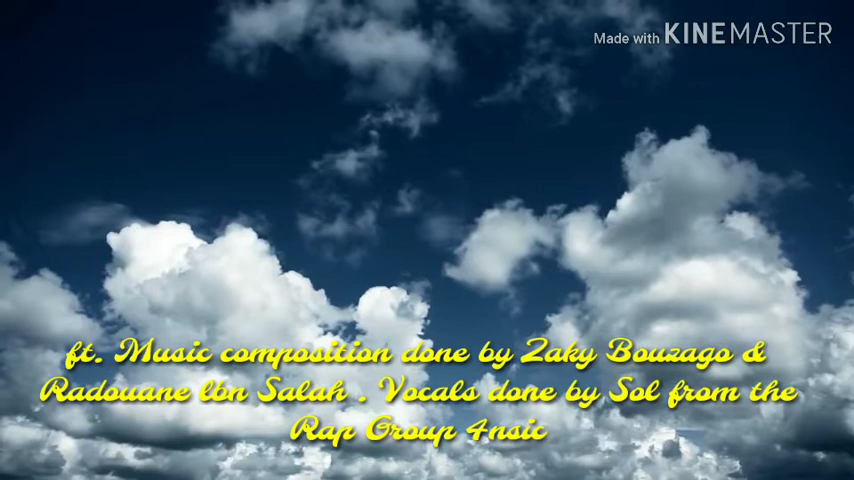 Made with KINEMASTER
ft. Music composition done by Zaky Bouzago &
Radouane Ibn Salah . Vocals done by Sol from the
Rap Group 4nsic